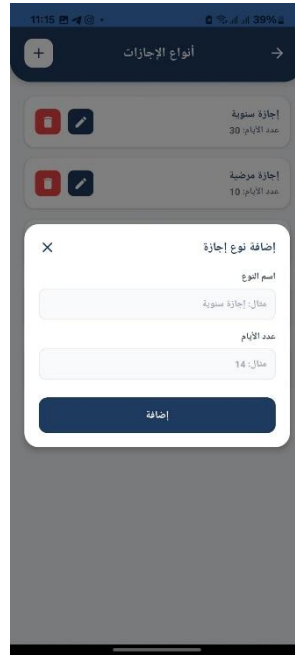 11:15
39%
أنواع الإجازات
إجازة سنوية
عدد الأيام: 30
إجازة مرضية
عدد الأيام: 10
إضافة نوع إجازة
اسم النوع
مثال: إجازة سنوية
عدد الأيام
مثال: 14
إضافة